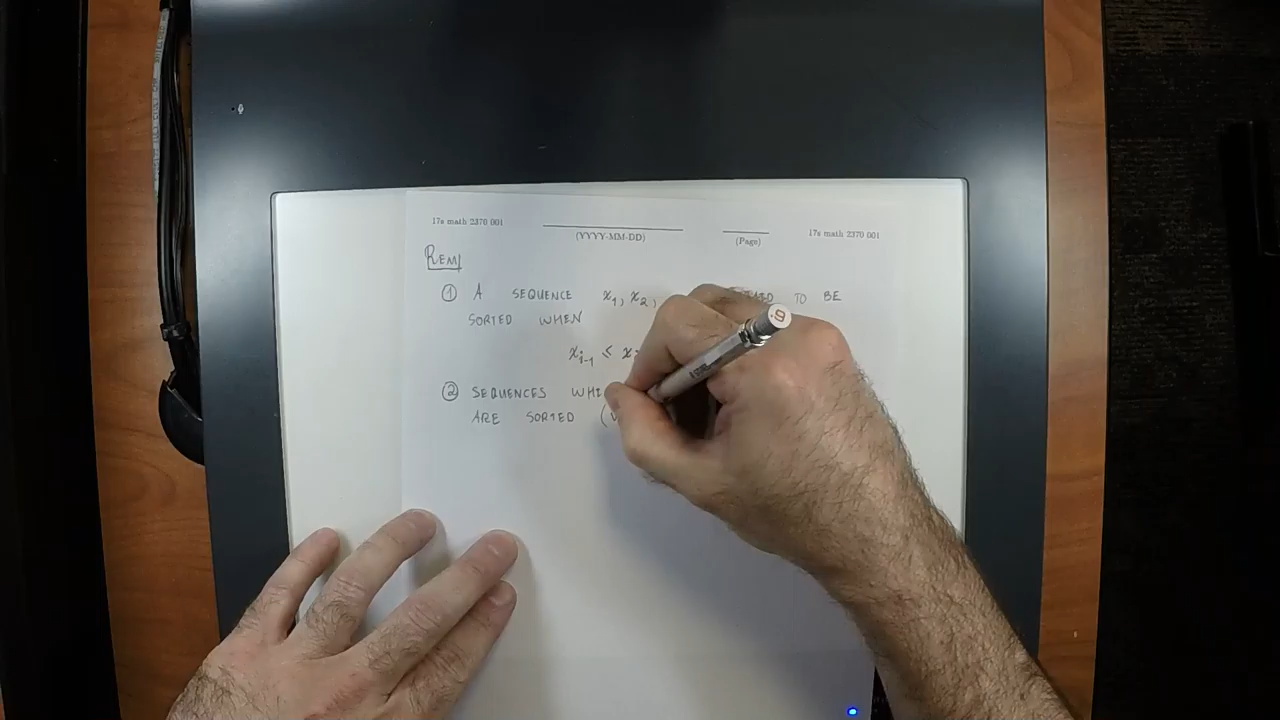 17s math 2370 001 (YYYY-MM-DD) (Page) 17s math 2370 001
REM
① A SEQUENCE x₁, x₂, TO BE
SORTED WHEN
xᵢ₋₁ ≤
② SEQUENCES
ARE SORTED (